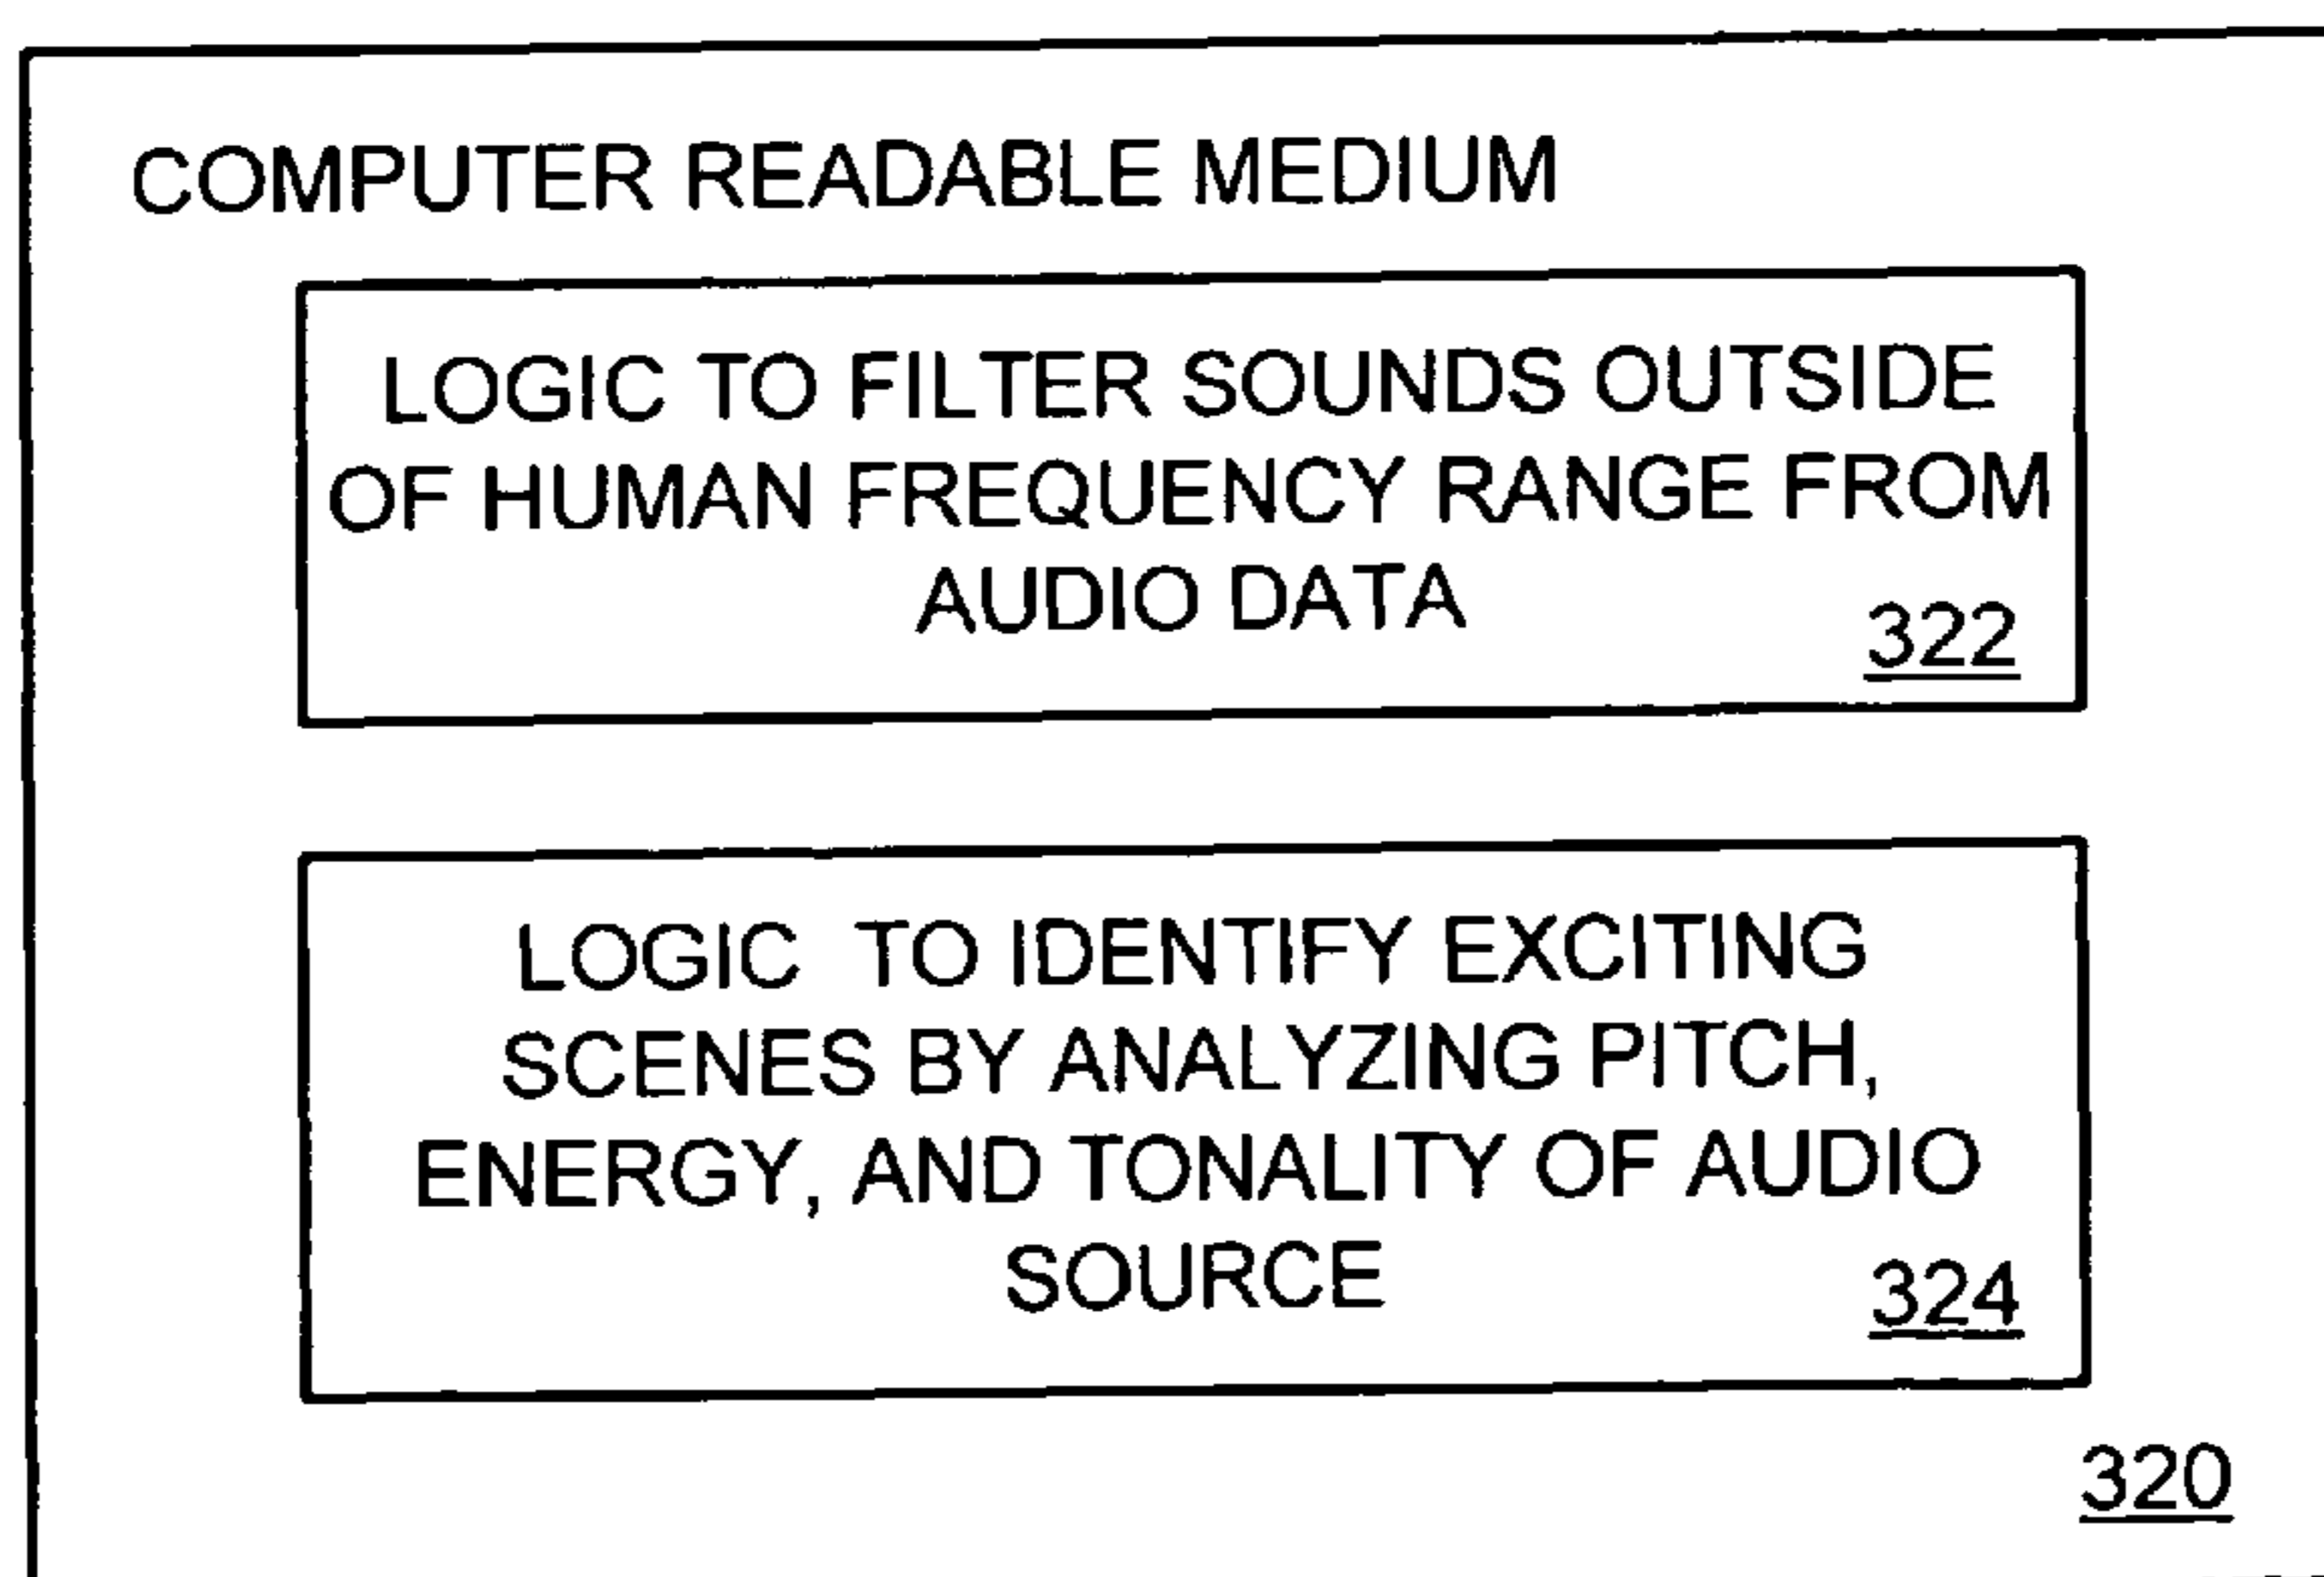 COMPUTER READABLE MEDIUM
LOGIC TO FILTER SOUNDS OUTSIDE
OF HUMAN FREQUENCY RANGE FROM
AUDIO DATA
322
LOGIC TO IDENTIFY EXCITING
SCENES BY ANALYZING PITCH,
ENERGY, AND TONALITY OF AUDIO
SOURCE
324
320